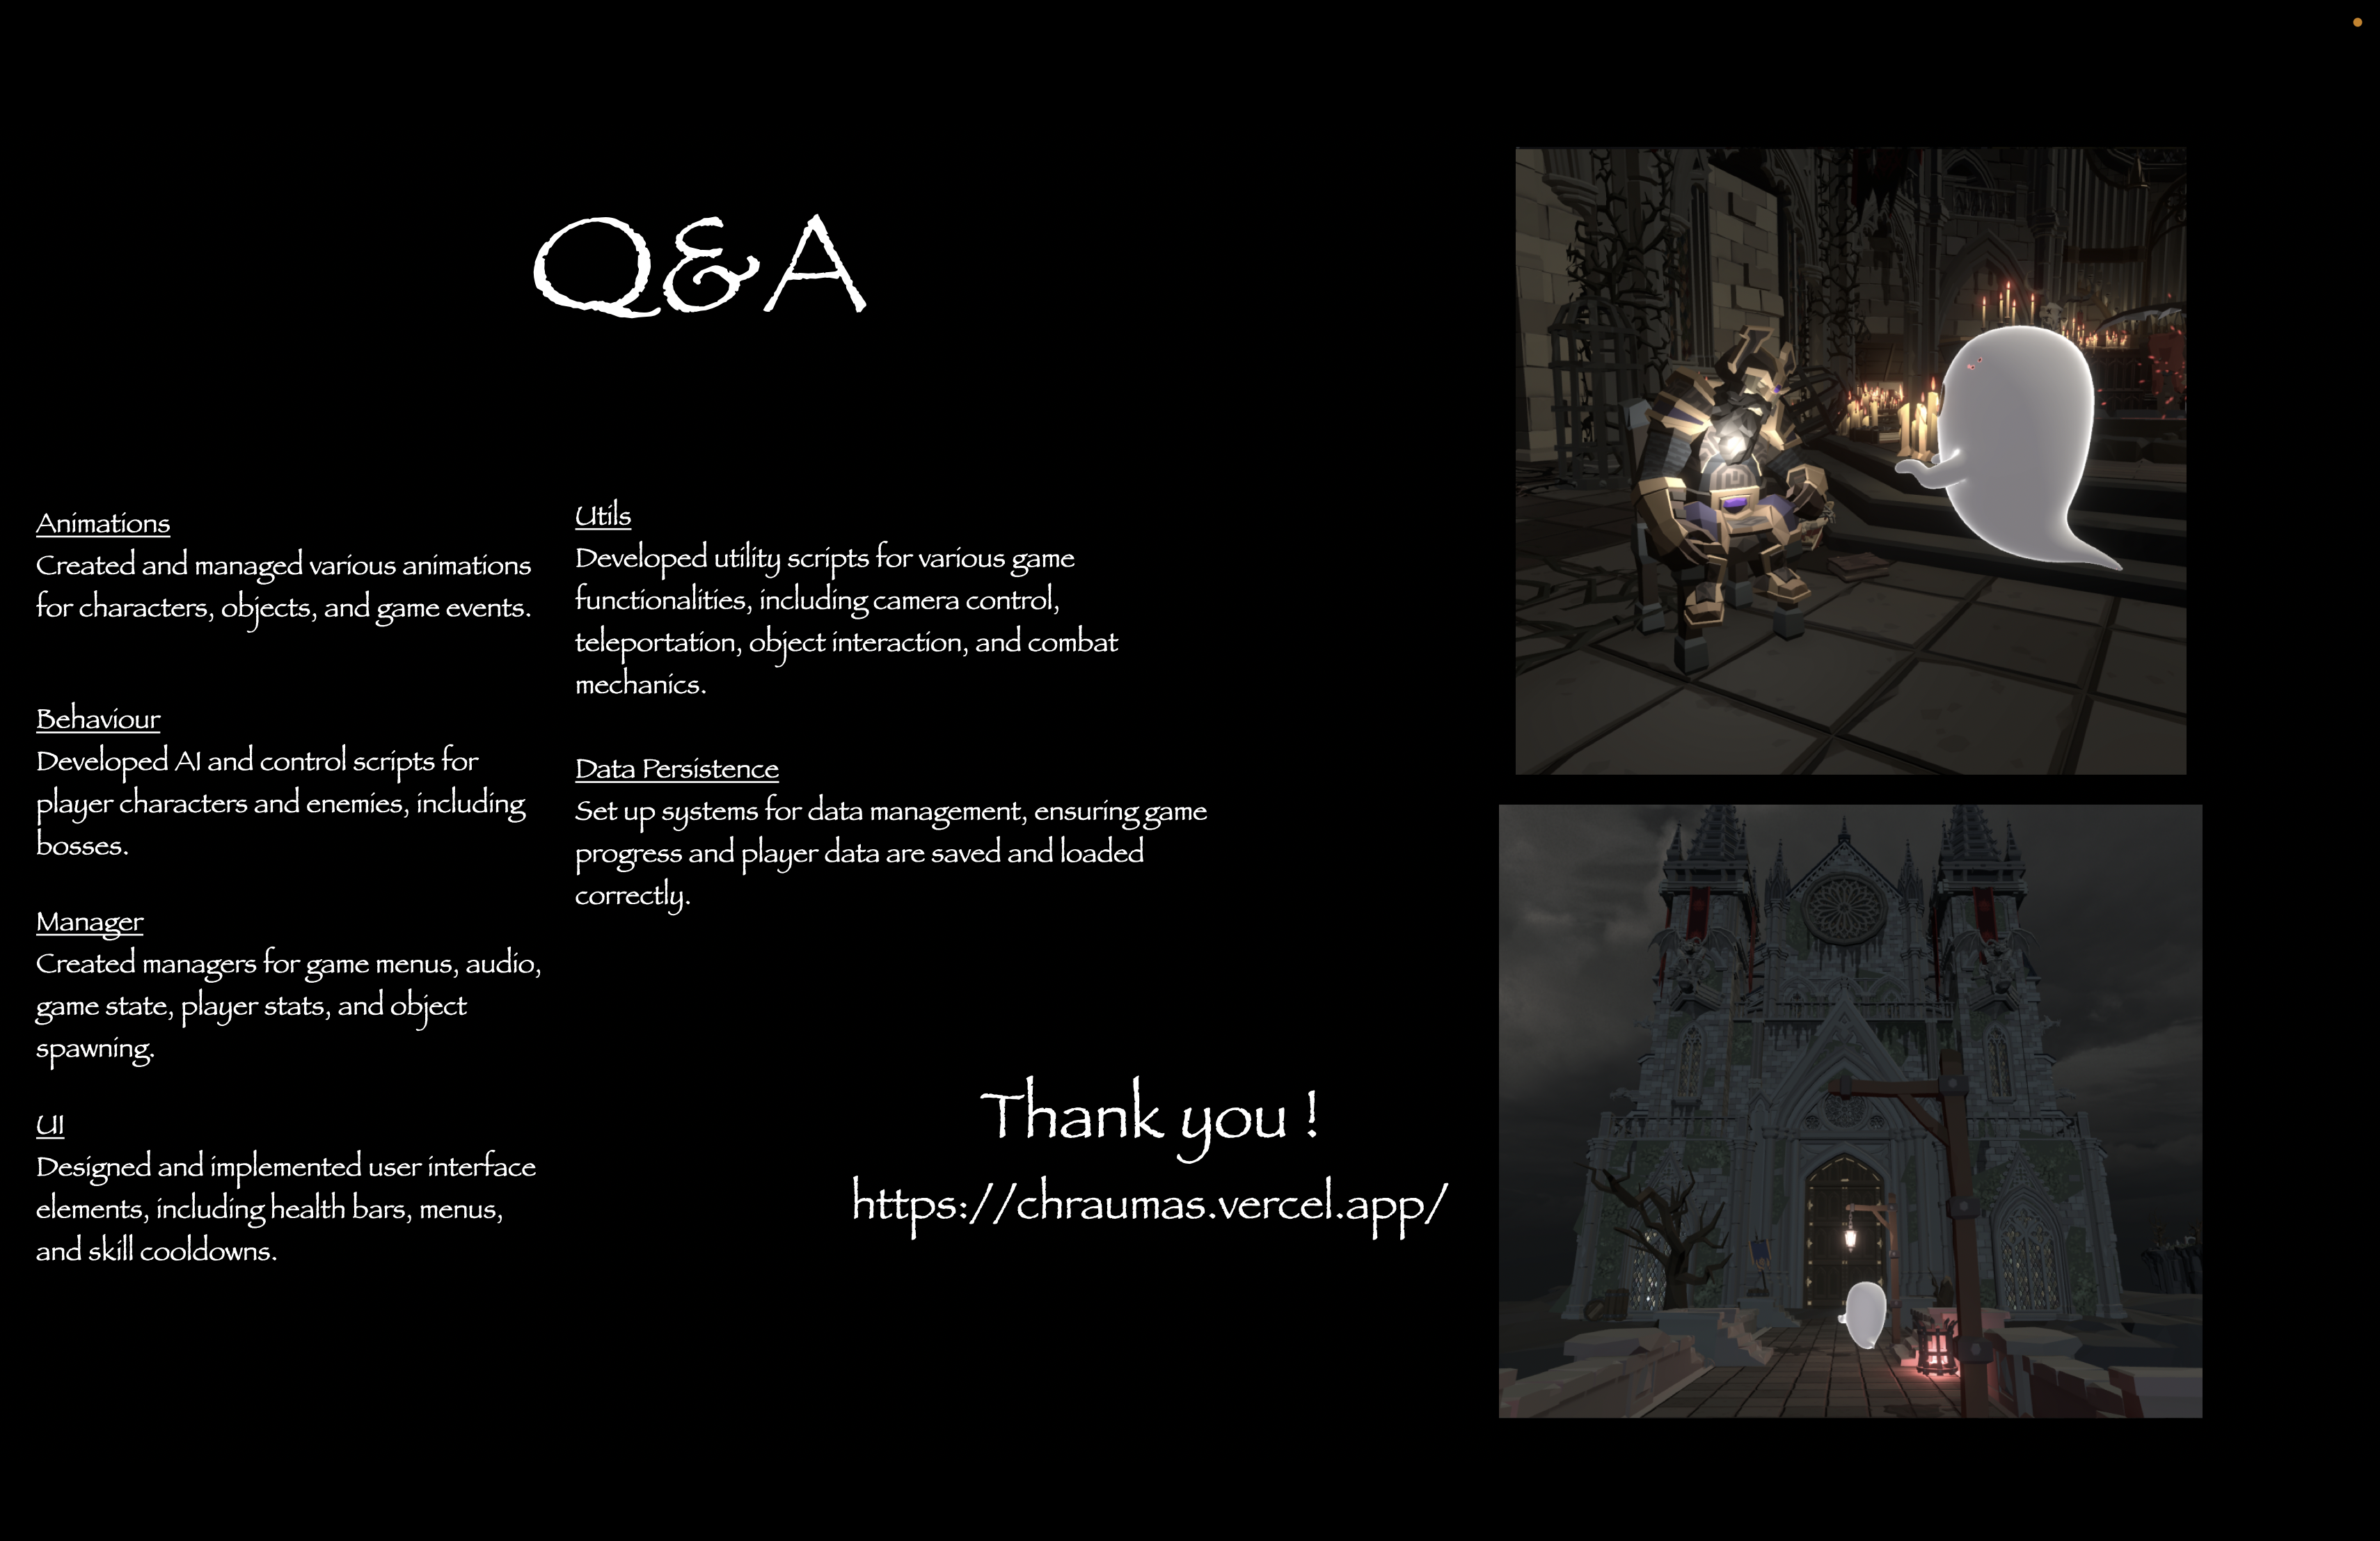 Q&A
Animations
Created and managed various animations
for characters, objects, and game events.
Behaviour
Developed AI and control scripts for
player characters and enemies, including
bosses.
Manager
Created managers for game menus, audio,
game state, player stats, and object
spawning.
UI
Designed and implemented user interface
elements, including health bars, menus,
and skill cooldowns.
Utils
Developed utility scripts for various game
functionalities, including camera control,
teleportation, object interaction, and combat
mechanics.
Data Persistence
Set up systems for data management, ensuring game
progress and player data are saved and loaded
correctly.
Thank you !
https://chraumas.vercel.app/